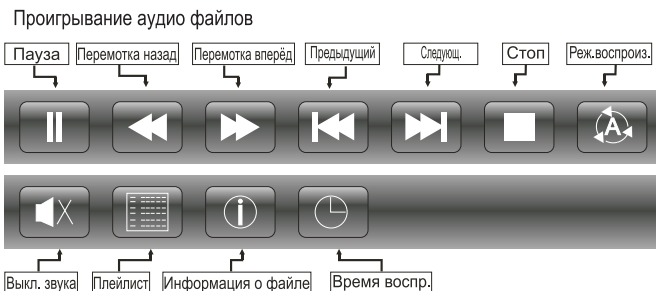 Проигрывание аудио файлов
Пауза Перемотка назад Перемотка вперёд Предыдущий Следующ. Стоп Реж.воспроиз.
A
Выкл. звука Плейлист Информация о файле Время воспр.